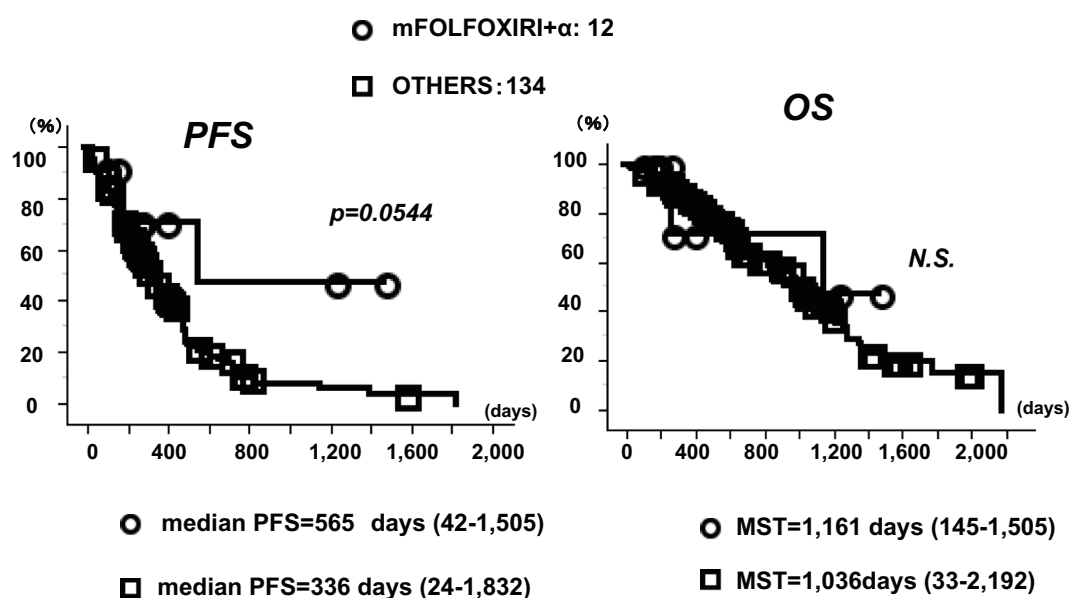 mFOLFOXIRI+α: 12
OTHERS:134
PFS
(%)
100
80
60
40
20
0
p=0.0544
(days)
0 400 800 1,200 1,600 2,000
median PFS=565 days (42-1,505)
median PFS=336 days (24-1,832)
OS
(%)
100
80
60
40
20
0
N.S.
(days)
0 400 800 1,200 1,600 2,000
MST=1,161 days (145-1,505)
MST=1,036days (33-2,192)